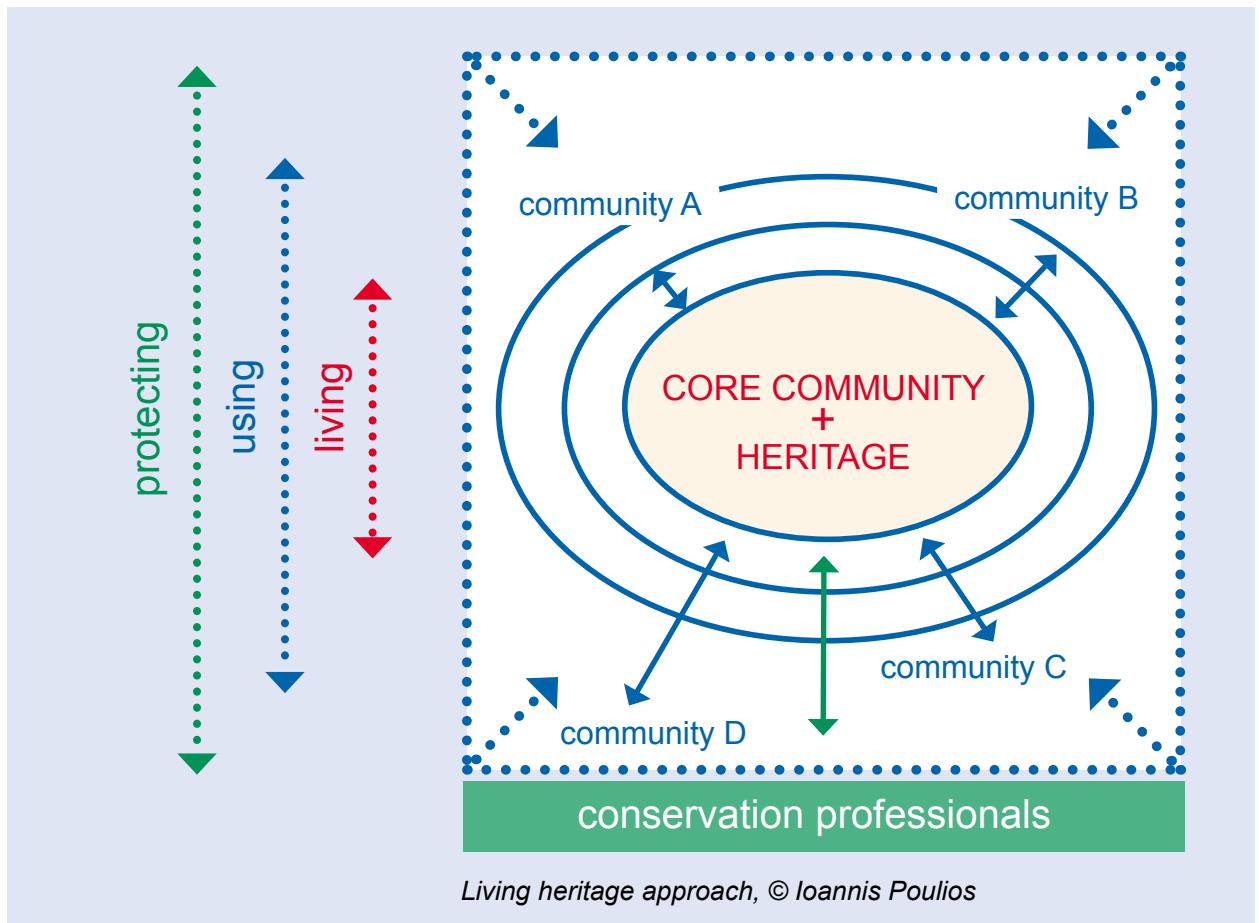 protecting
using
living
community A
community B
CORE COMMUNITY
+
HERITAGE
community C
community D
conservation professionals
Living heritage approach, © Ioannis Poulios